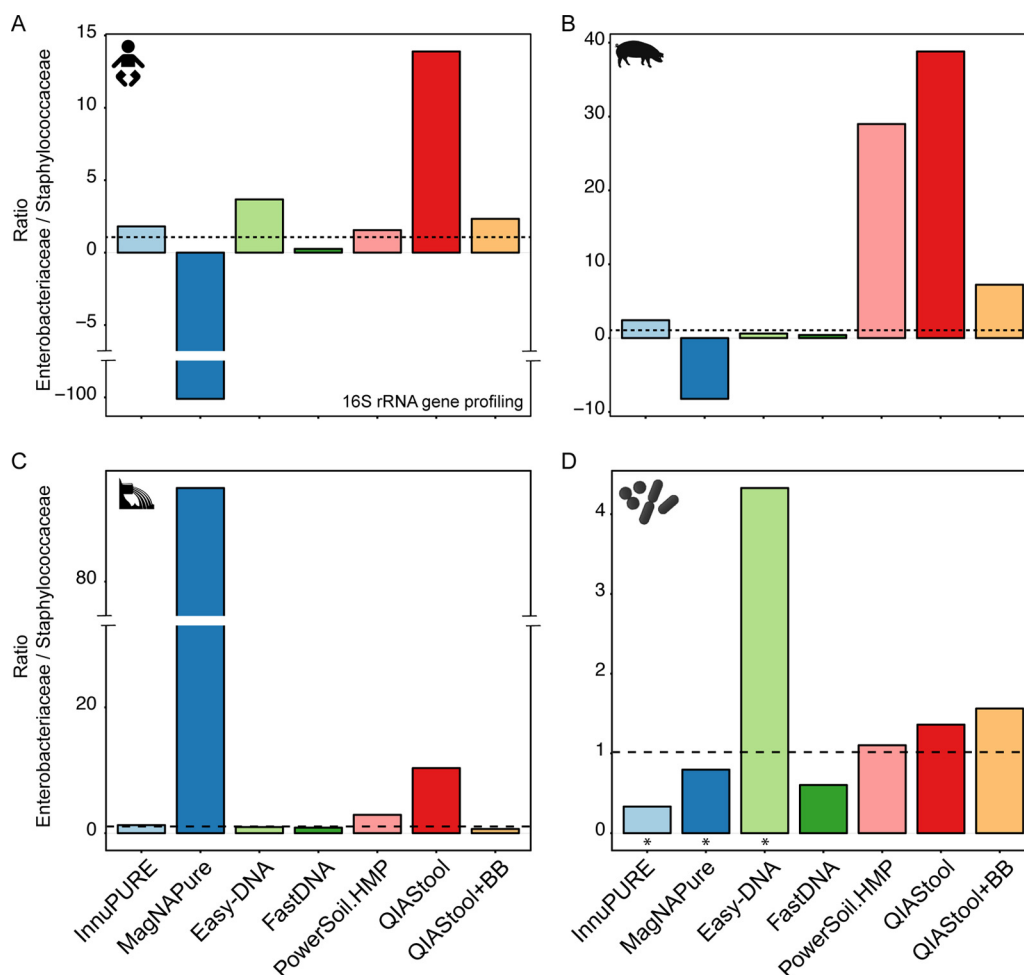 A
Ratio
Enterobacteriaceae / Staphylococcaceae
15
10
5
0
−5
−100
16S rRNA gene profiling
B
40
30
20
10
0
−10
C
Ratio
Enterobacteriaceae / Staphylococcaceae
80
20
0
InnuPURE
MagNAPure
Easy-DNA
FastDNA
PowerSoil.HMP
QIAStool
QIAStool+BB
D
4
3
2
1
0
* * *
InnuPURE
MagNAPure
Easy-DNA
FastDNA
PowerSoil.HMP
QIAStool
QIAStool+BB